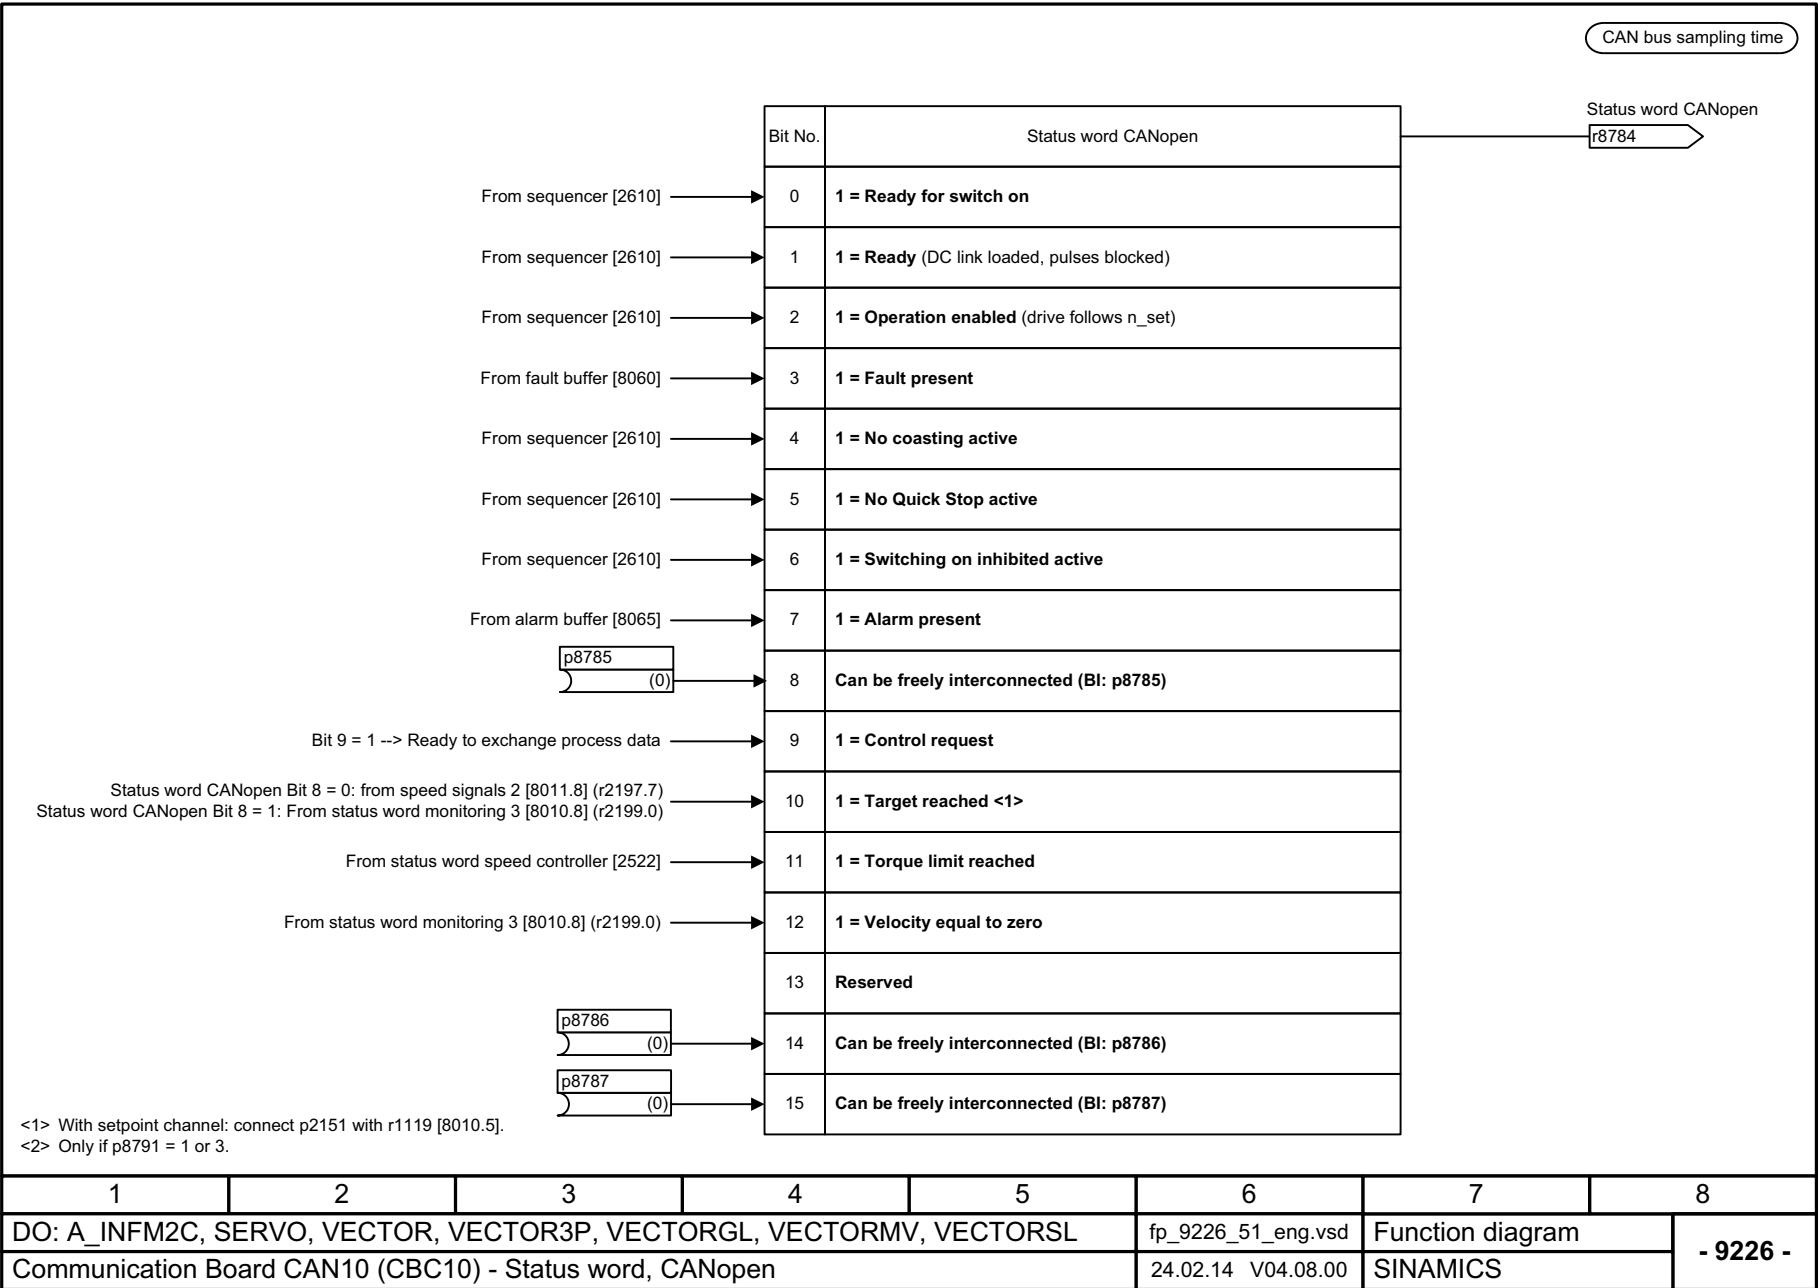 CAN bus sampling time
Status word CANopen
r8784
Bit No. Status word CANopen
From sequencer [2610] 0 1 = Ready for switch on
From sequencer [2610] 1 1 = Ready (DC link loaded, pulses blocked)
From sequencer [2610] 2 1 = Operation enabled (drive follows n_set)
From fault buffer [8060] 3 1 = Fault present
From sequencer [2610] 4 1 = No coasting active
From sequencer [2610] 5 1 = No Quick Stop active
From sequencer [2610] 6 1 = Switching on inhibited active
From alarm buffer [8065] 7 1 = Alarm present
p8785
(0) 8 Can be freely interconnected (BI: p8785)
Bit 9 = 1 --> Ready to exchange process data 9 1 = Control request
Status word CANopen Bit 8 = 0: from speed signals 2 [8011.8] (r2197.7)
Status word CANopen Bit 8 = 1: From status word monitoring 3 [8010.8] (r2199.0)
10 1 = Target reached <1>
From status word speed controller [2522] 11 1 = Torque limit reached
From status word monitoring 3 [8010.8] (r2199.0) 12 1 = Velocity equal to zero
13 Reserved
p8786
(0) 14 Can be freely interconnected (BI: p8786)
p8787
(0) 15 Can be freely interconnected (BI: p8787)
<1> With setpoint channel: connect p2151 with r1119 [8010.5].
<2> Only if p8791 = 1 or 3.
1 2 3 4 5 6 7 8
DO: A_INFM2C, SERVO, VECTOR, VECTOR3P, VECTORGL, VECTORMV, VECTORSL fp_9226_51_eng.vsd Function diagram
- 9226 -
Communication Board CAN10 (CBC10) - Status word, CANopen 24.02.14 V04.08.00 SINAMICS